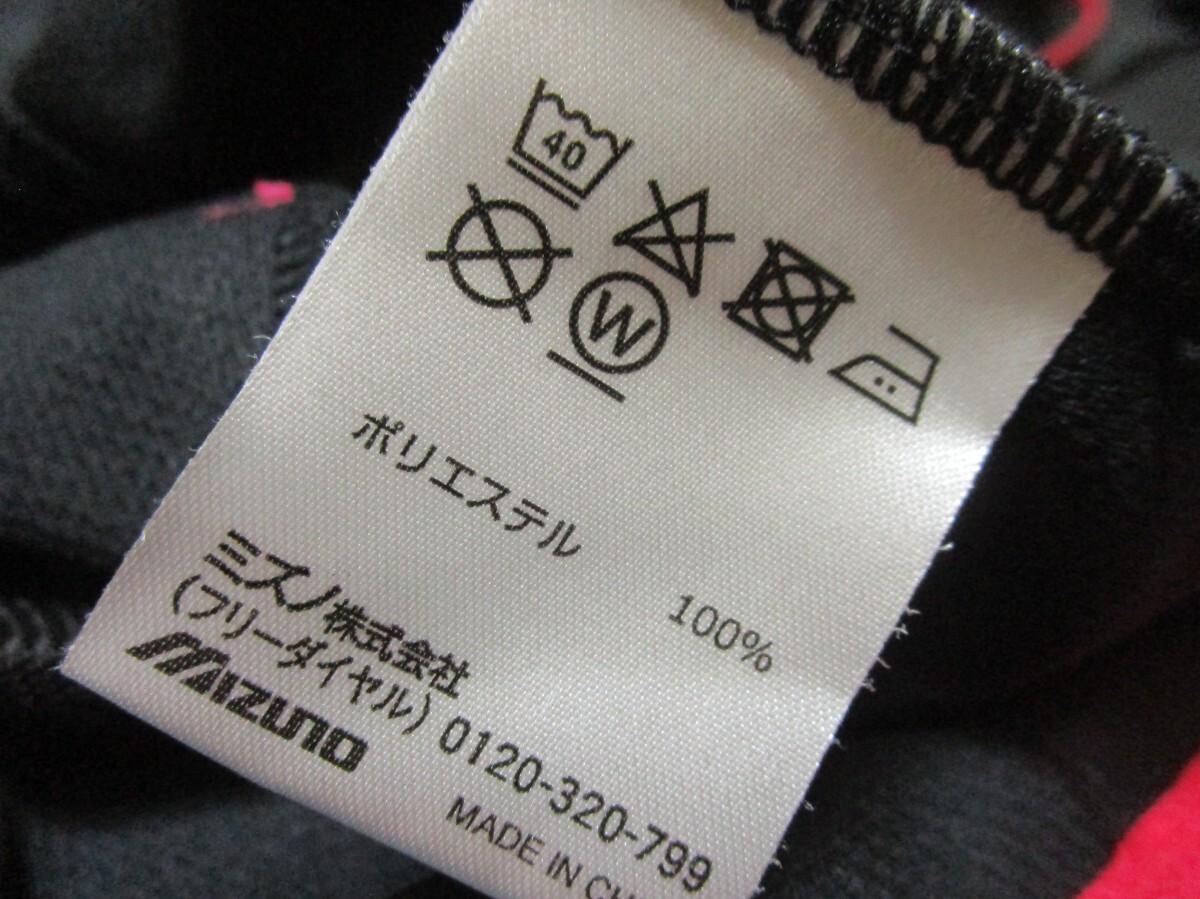 40
W
ポリエステル
100%
ミズノ株式会社
(フリーダイヤル) 0120-320-799
MIZUNO
MADE IN CH